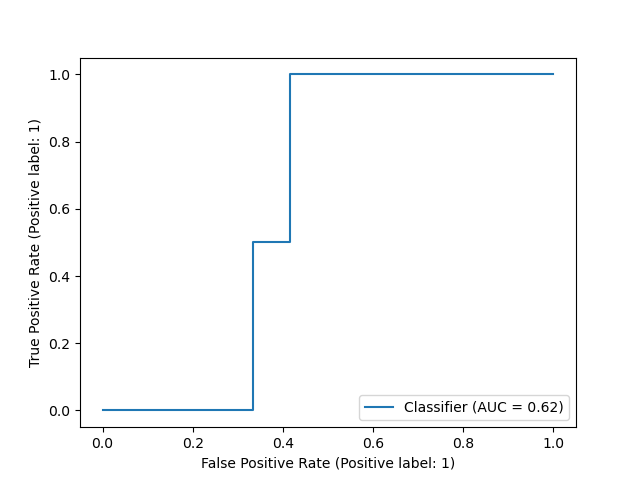 1.0
0.8
0.6
0.4
0.2
0.0
True Positive Rate (Positive label: 1)
Classifier (AUC = 0.62)
0.0 0.2 0.4 0.6 0.8 1.0
False Positive Rate (Positive label: 1)